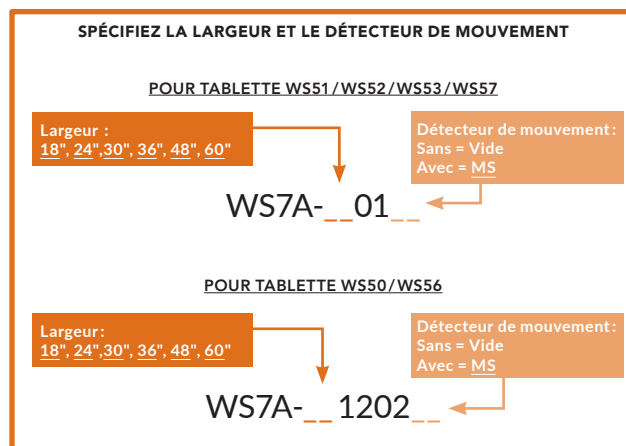 SPÉCIFIEZ LA LARGEUR ET LE DÉTECTEUR DE MOUVEMENT
POUR TABLETTE WS51/WS52/WS53/WS57
Largeur :
18", 24",30", 36", 48", 60"
Détecteur de mouvement:
Sans = Vide
Avec = MS
WS7A-__01__
POUR TABLETTE WS50/WS56
Largeur:
18", 24",30", 36", 48", 60"
Détecteur de mouvement:
Sans = Vide
Avec = MS
WS7A-__ 1202__